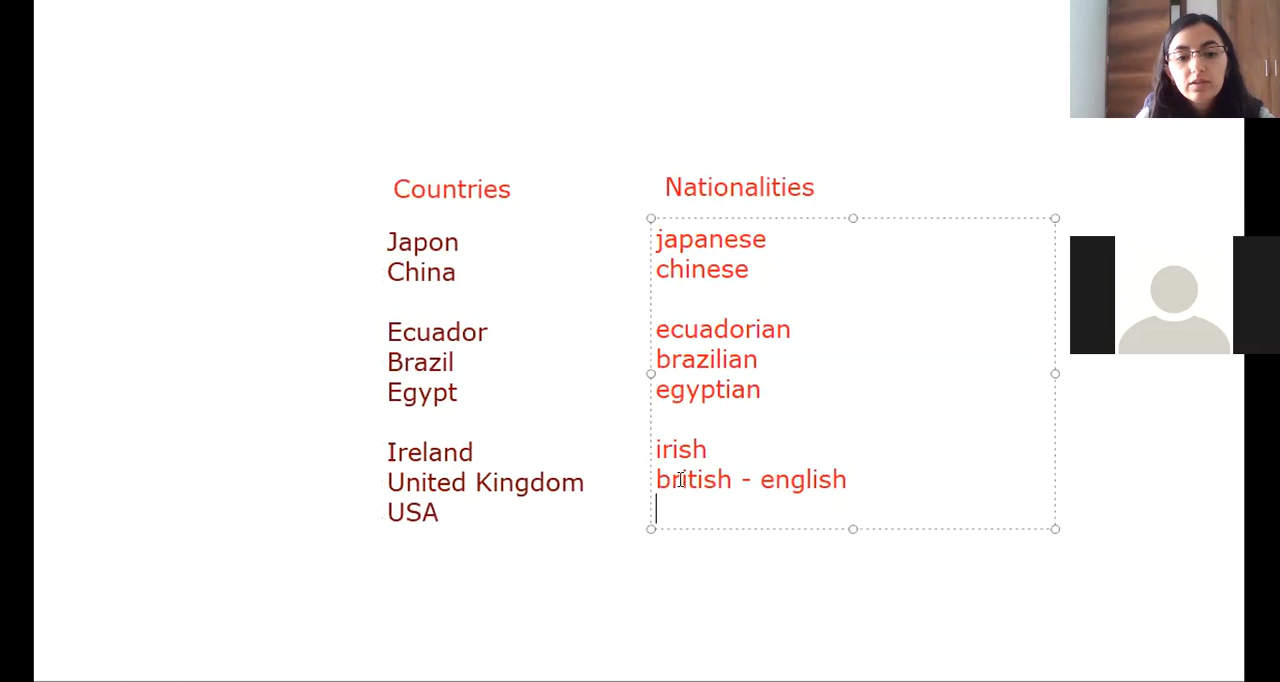 Countries
Nationalities
Japon
japanese
China
chinese
Ecuador
ecuadorian
Brazil
brazilian
Egypt
egyptian
Ireland
irish
United Kingdom
british - english
USA